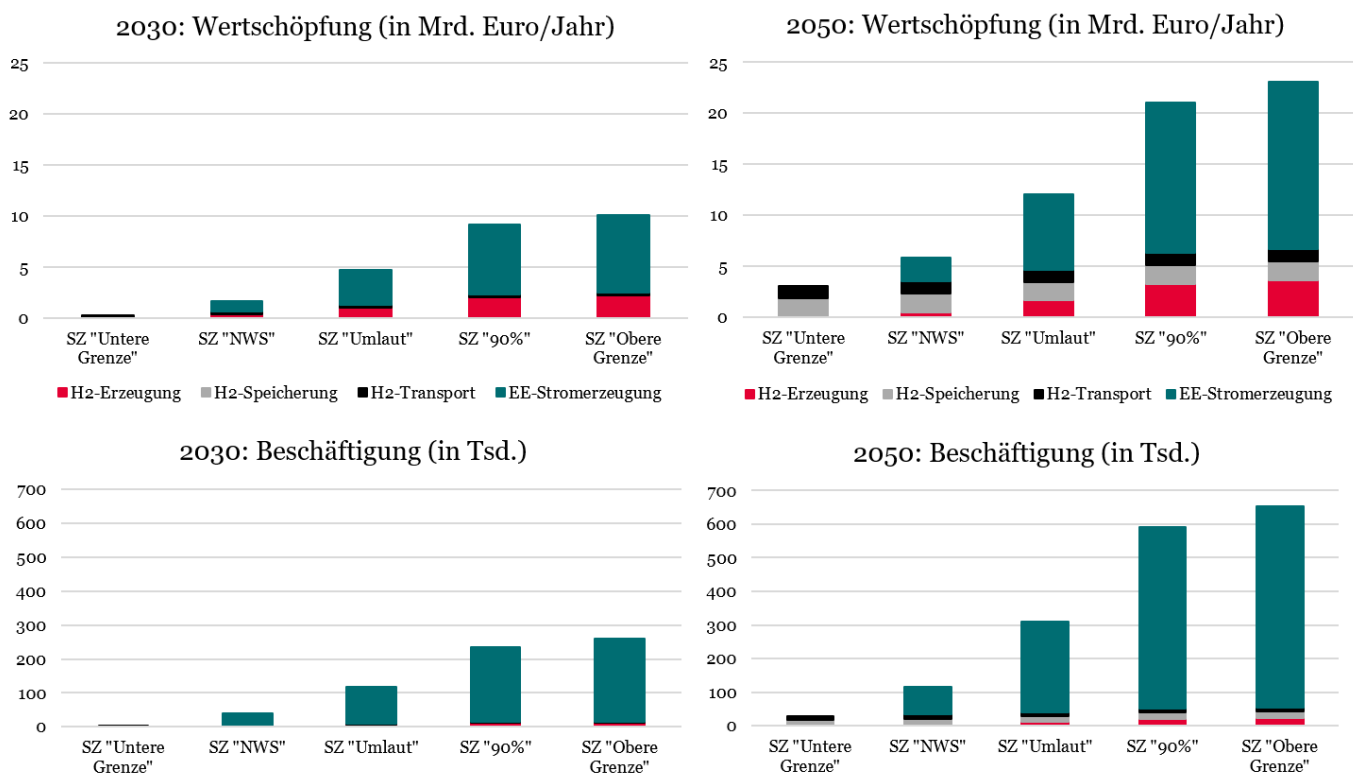 2030: Wertschöpfung (in Mrd. Euro/Jahr)
25
20
15
10
5
0
SZ "Untere
Grenze"
SZ "NWS"
SZ "Umlaut"
SZ "90%"
SZ "Obere
Grenze"
H2-Erzeugung
H2-Speicherung
H2-Transport
EE-Stromerzeugung
2050: Wertschöpfung (in Mrd. Euro/Jahr)
25
20
15
10
5
0
SZ "Untere
Grenze"
SZ "NWS"
SZ "Umlaut"
SZ "90%"
SZ "Obere
Grenze"
H2-Erzeugung
H2-Speicherung
H2-Transport
EE-Stromerzeugung
2030: Beschäftigung (in Tsd.)
700
600
500
400
300
200
100
0
SZ "Untere
Grenze"
SZ "NWS"
SZ "Umlaut"
SZ "90%"
SZ "Obere
Grenze"
2050: Beschäftigung (in Tsd.)
700
600
500
400
300
200
100
0
SZ "Untere
Grenze"
SZ "NWS"
SZ "Umlaut"
SZ "90%"
SZ "Obere
Grenze"